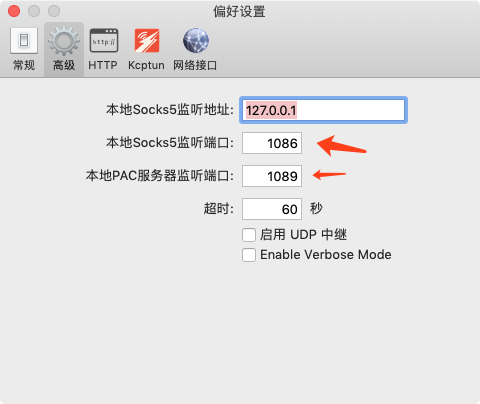 偏好设置
常规 高级 HTTP Kcptun 网络接口
http://
本地Socks5监听地址: 127.0.0.1
本地Socks5监听端口: 1086
本地PAC服务器监听端口: 1089
超时: 60 秒
启用 UDP 中继
Enable Verbose Mode